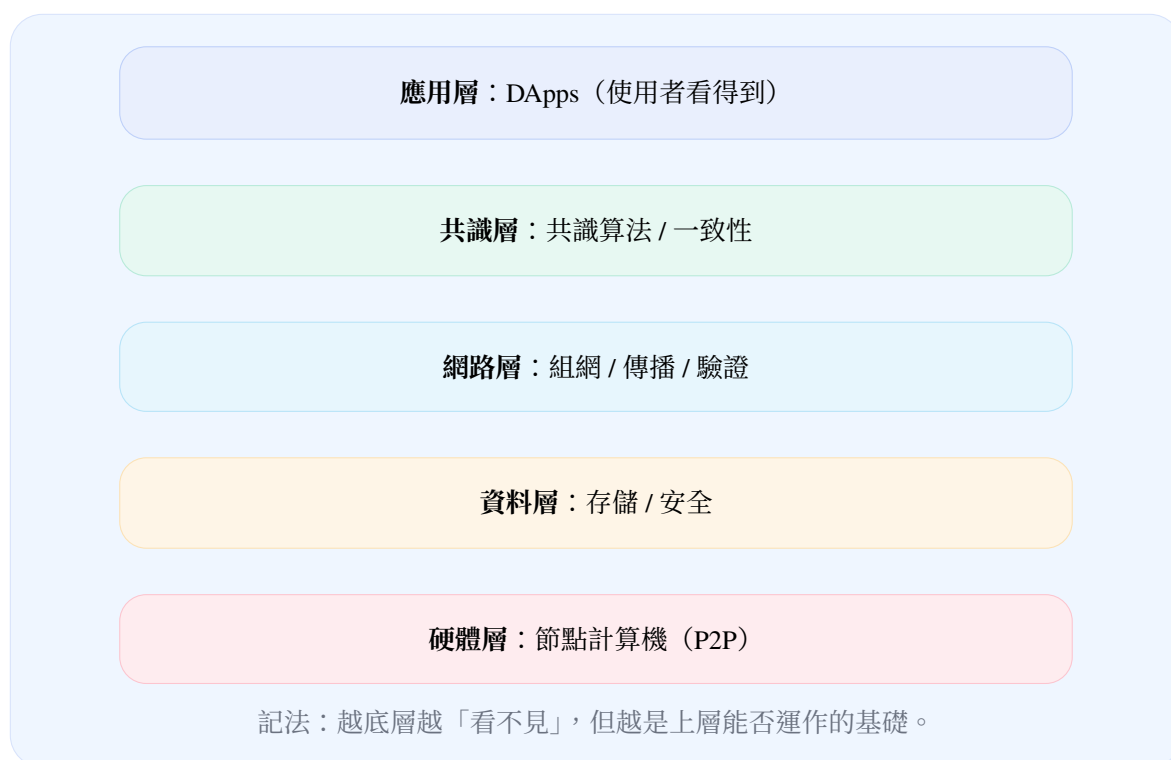 應用層：DApps（使用者看得到）
共識層：共識算法 / 一致性
網路層：組網 / 傳播 / 驗證
資料層：存儲 / 安全
硬體層：節點計算機（P2P）
記法：越底層越「看不見」，但越是上層能否運作的基礎。